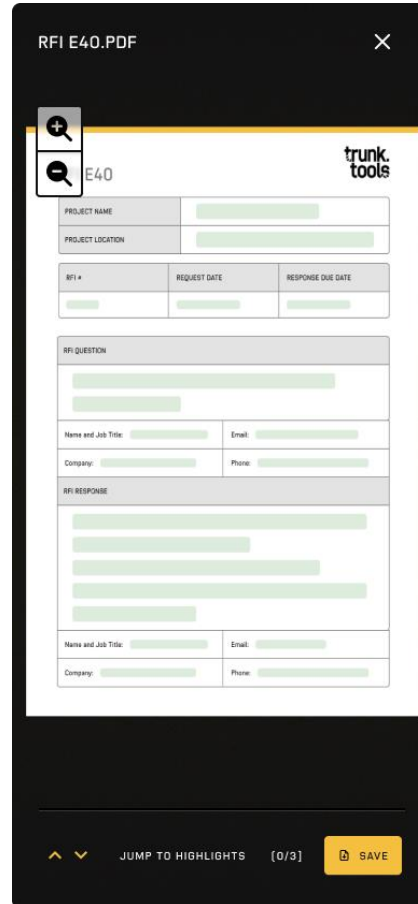 RFI E40.PDF
trunk.
tools
E40
PROJECT NAME
PROJECT LOCATION
RFI # REQUEST DATE RESPONSE DUE DATE
RFI QUESTION
Name and Job Title: Email:
Company: Phone:
RFI RESPONSE
Name and Job Title: Email:
Company: Phone:
JUMP TO HIGHLIGHTS [0/3] SAVE